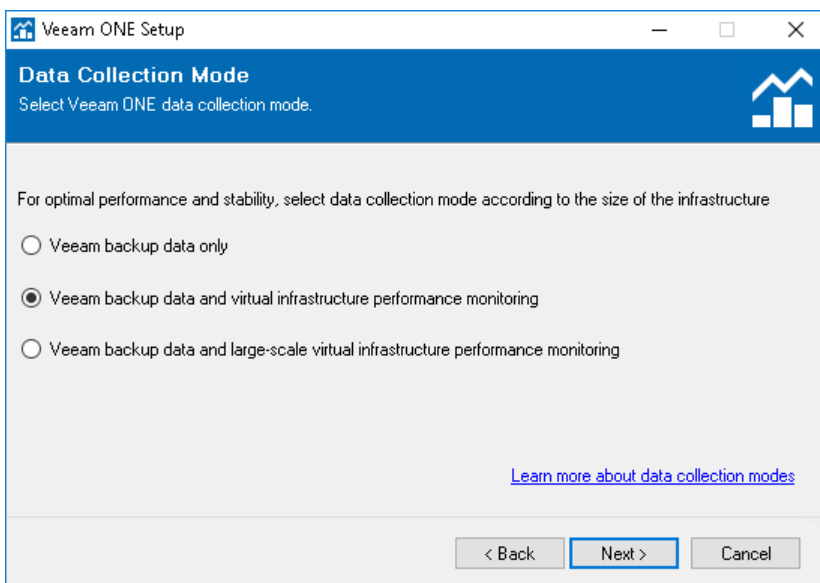 Veeam ONE Setup
Data Collection Mode
Select Veeam ONE data collection mode.
For optimal performance and stability, select data collection mode according to the size of the infrastructure
Veeam backup data only
Veeam backup data and virtual infrastructure performance monitoring
Veeam backup data and large-scale virtual infrastructure performance monitoring
Learn more about data collection modes
< Back Next > Cancel